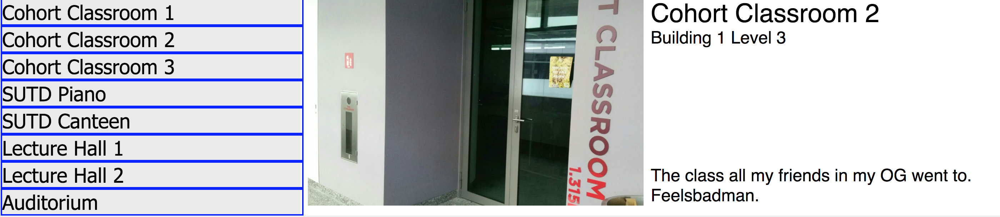 Cohort Classroom 1
Cohort Classroom 2
Cohort Classroom 3
SUTD Piano
SUTD Canteen
Lecture Hall 1
Lecture Hall 2
Auditorium
T CLASSROOM
1.315
Cohort Classroom 2
Building 1 Level 3
The class all my friends in my OG went to.
Feelsbadman.